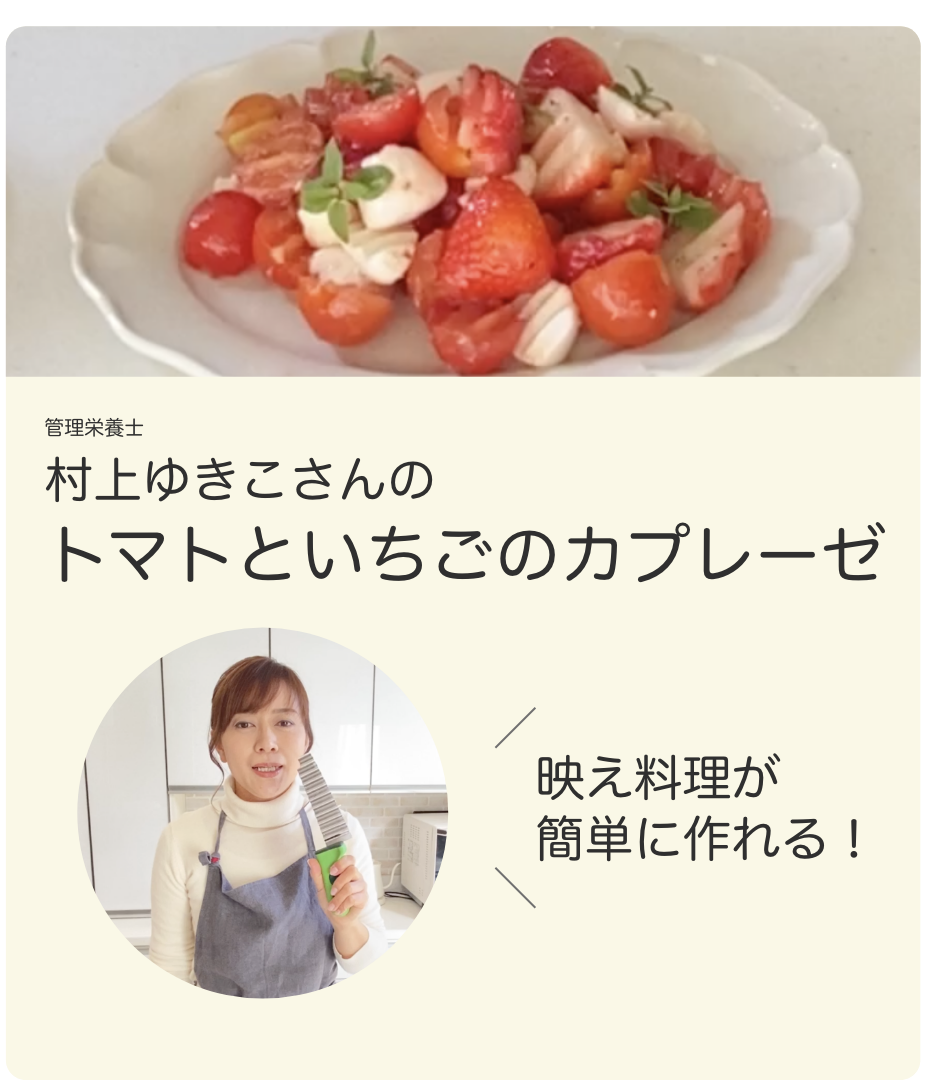 管理栄養士
村上ゆきこさんの
トマトといちごのカプレーゼ
映え料理が
簡単に作れる！